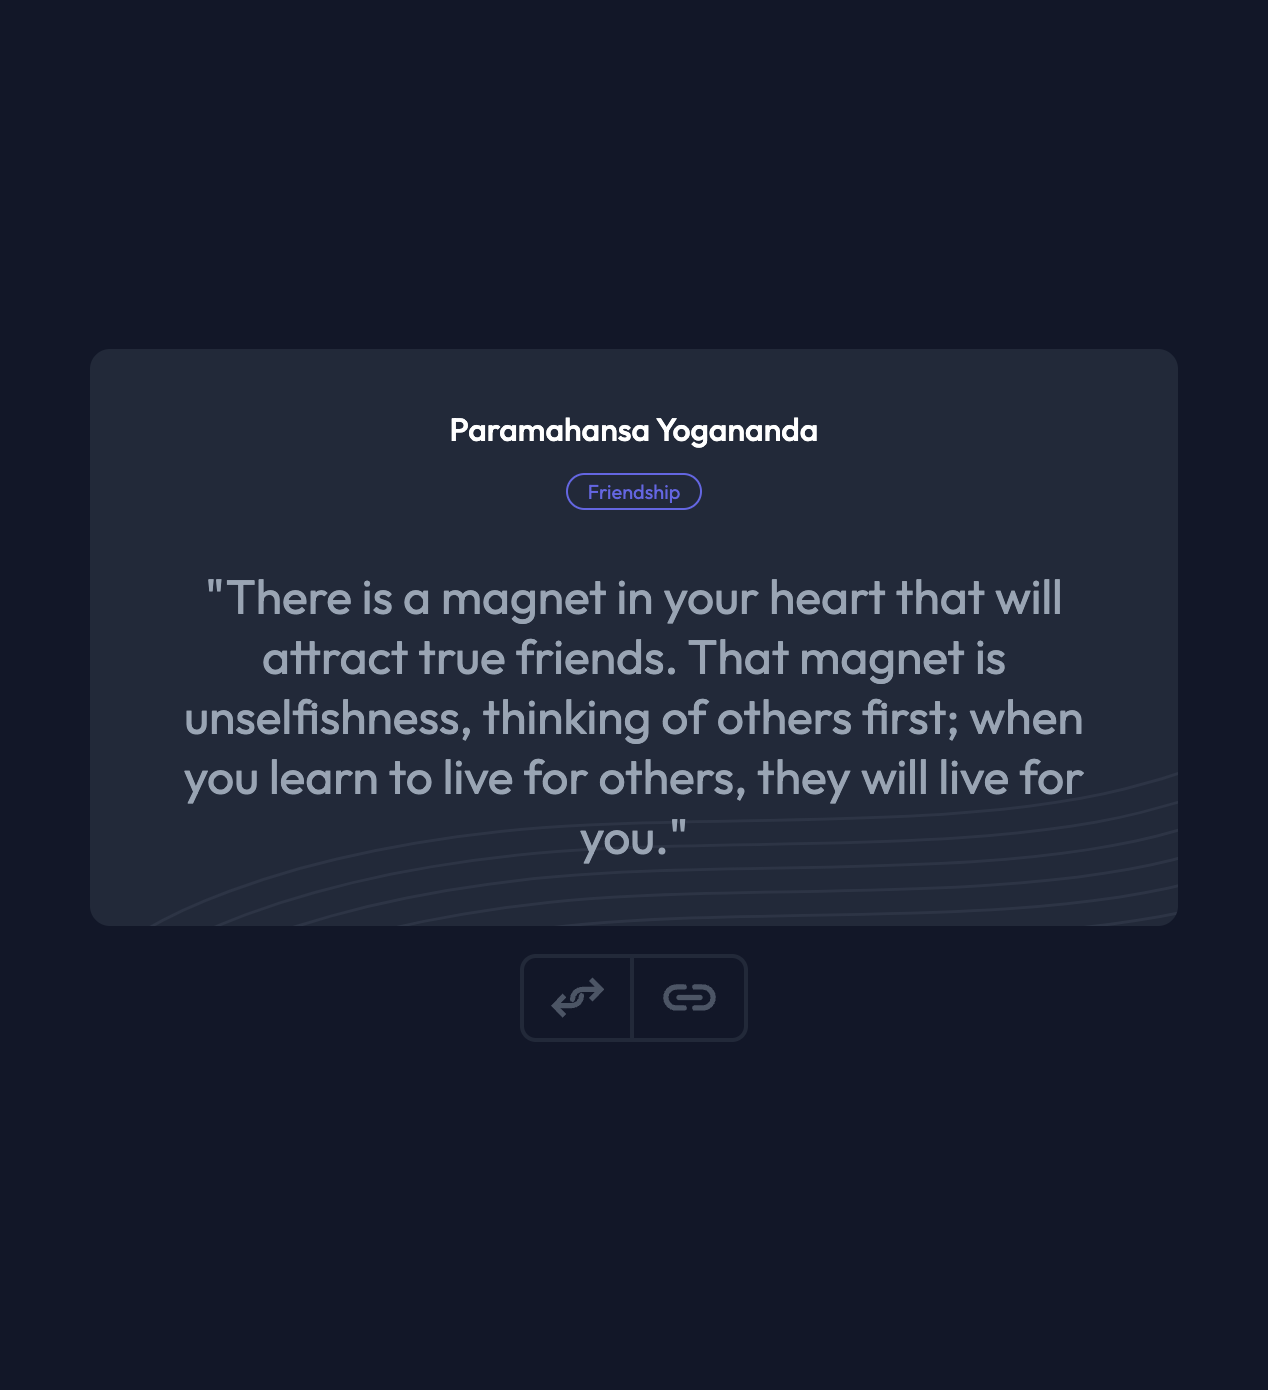 Paramahansa Yogananda
Friendship
"There is a magnet in your heart that will
attract true friends. That magnet is
unselfishness, thinking of others first; when
you learn to live for others, they will live for
you."